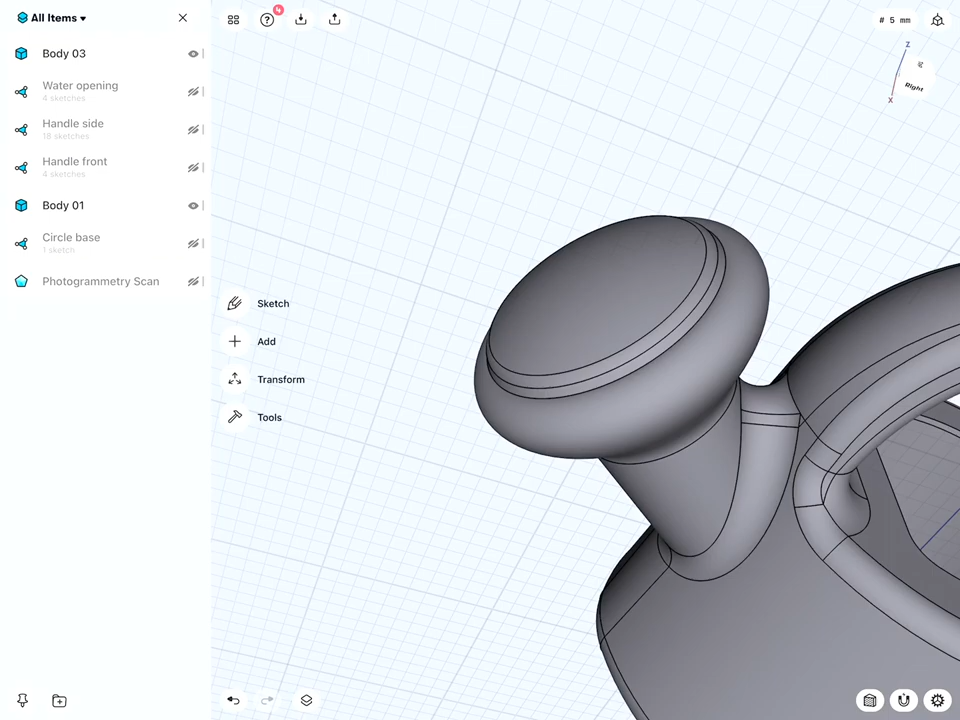 All Items
4
# 5 mm
Z
Right
X
Body 03
Water opening
4 sketches
Handle side
18 sketches
Handle front
4 sketches
Body 01
Circle base
1 sketch
Photogrammetry Scan
Sketch
Add
Transform
Tools